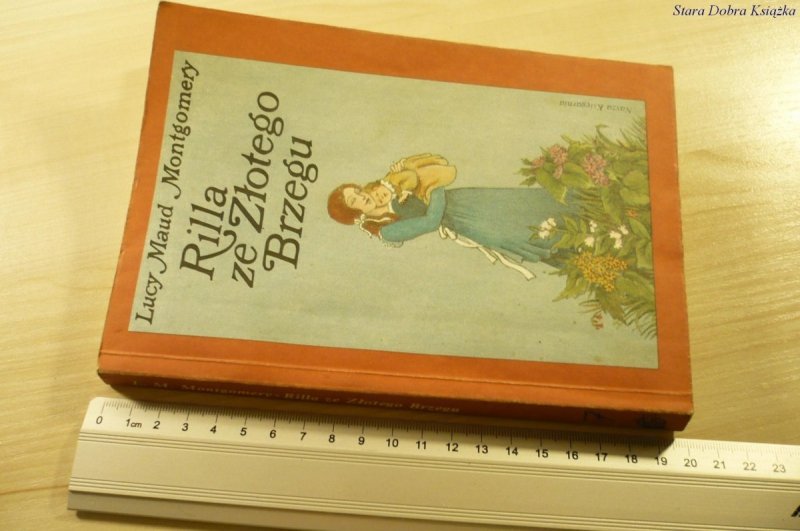 Stara Dobra Książka
Lucy Maud Montgomery
Rilla
ze Złotego
Brzegu
Nasza Księgarnia
L. M. Montgomery · Rilla ze Złotego Brzegu
0 1cm 2 3 4 5 6 7 8 9 10 11 12 13 14 15 16 17 18 19 20 21 22 23